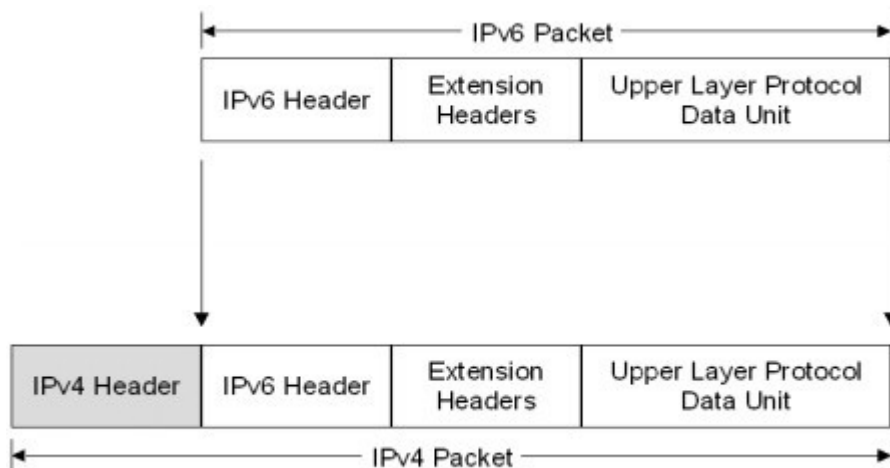 IPv6 Packet
IPv6 Header
Extension
Headers
Upper Layer Protocol
Data Unit
IPv4 Header
IPv6 Header
Extension
Headers
Upper Layer Protocol
Data Unit
IPv4 Packet